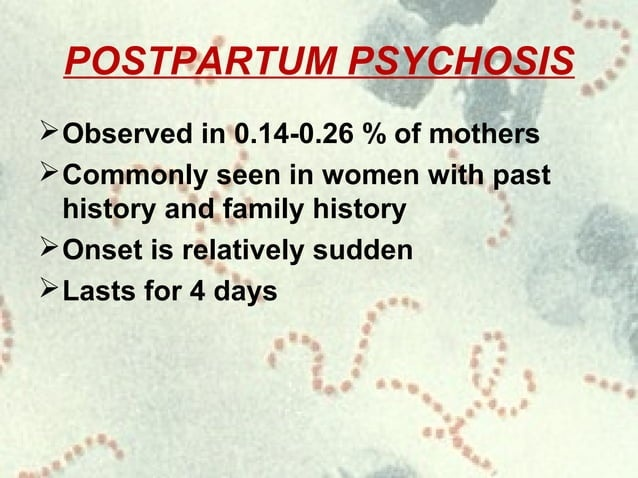 POSTPARTUM PSYCHOSIS
➢Observed in 0.14-0.26 % of mothers
➢Commonly seen in women with past
history and family history
➢Onset is relatively sudden
➢Lasts for 4 days